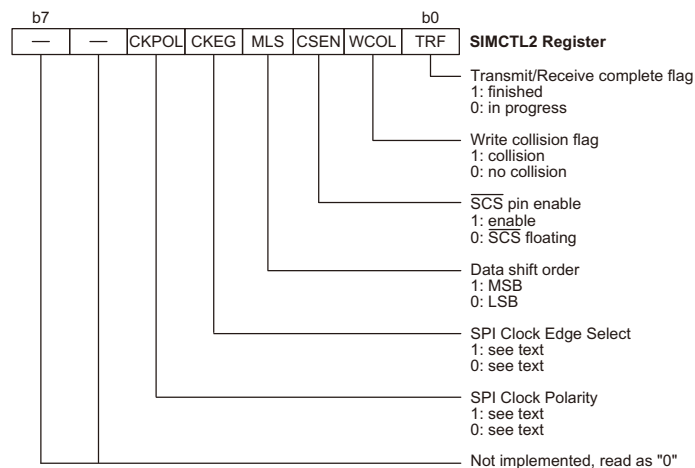 b7 b0
— — CKPOL CKEG MLS CSEN WCOL TRF SIMCTL2 Register
Transmit/Receive complete flag
1: finished
0: in progress
Write collision flag
1: collision
0: no collision
SCS pin enable
1: enable
0: SCS floating
Data shift order
1: MSB
0: LSB
SPI Clock Edge Select
1: see text
0: see text
SPI Clock Polarity
1: see text
0: see text
Not implemented, read as "0"